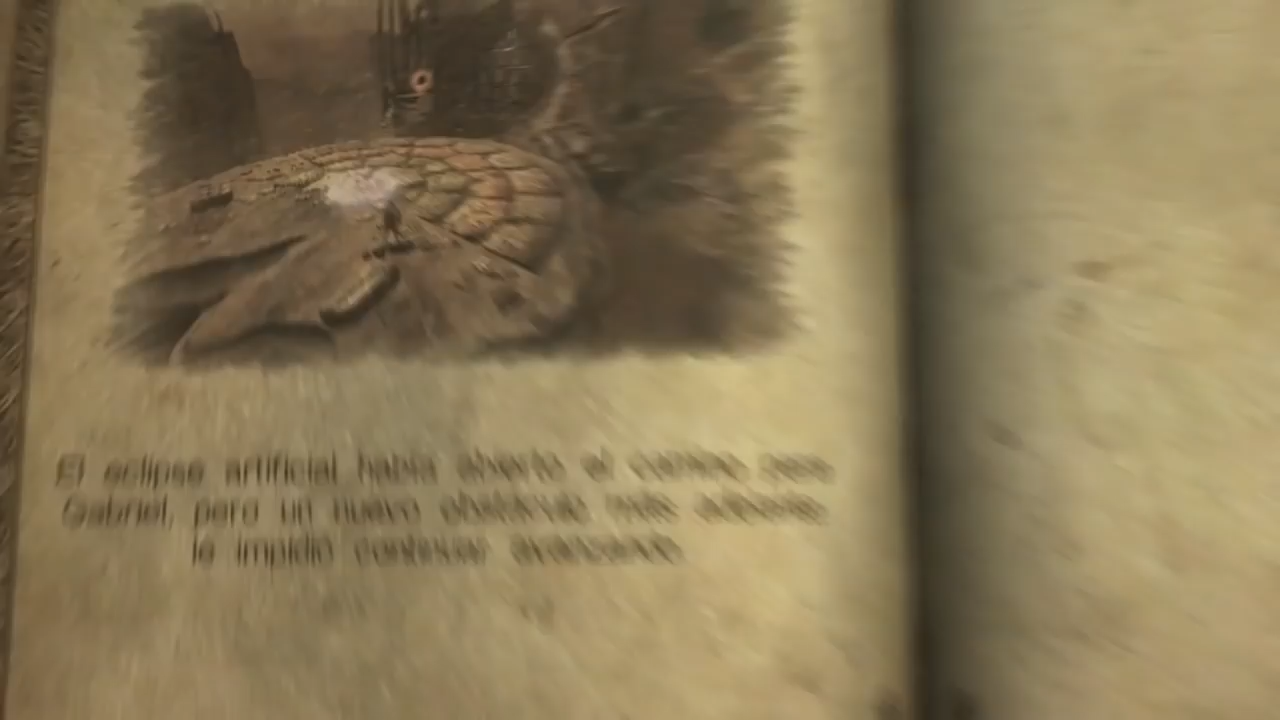 El eclipse artificial había abierto el camino para
Gabriel, pero un nuevo obstáculo más adelante,
le impidió continuar avanzando.